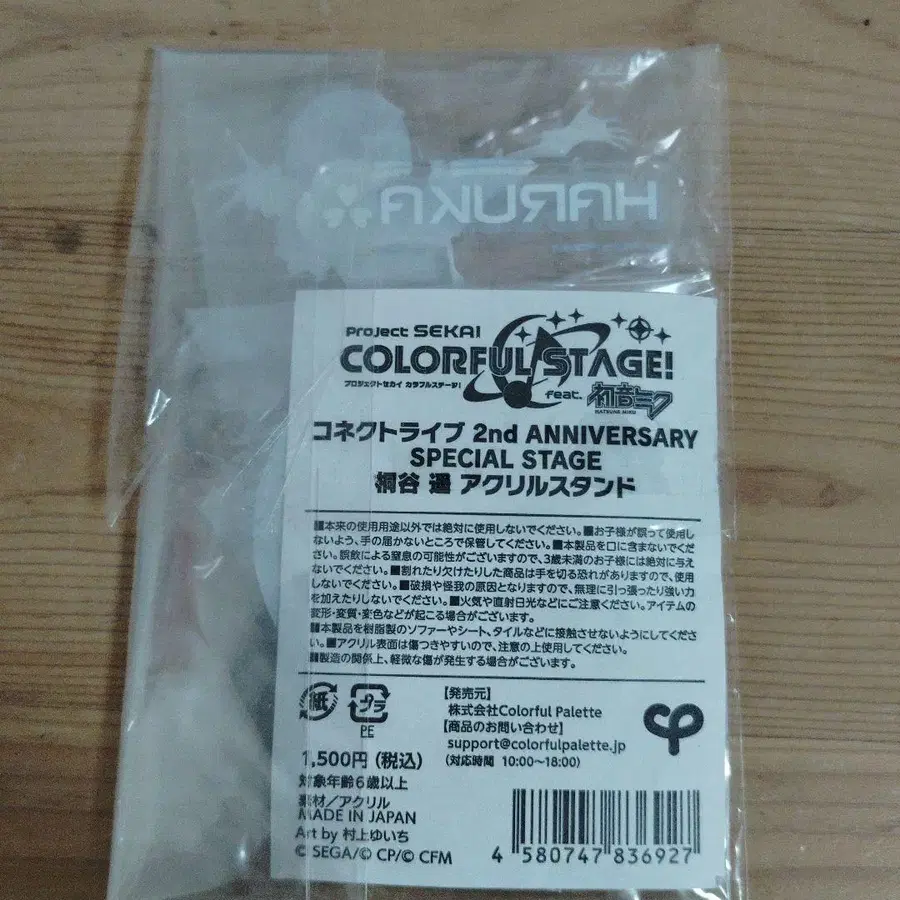 HARUKA
Project SEKAI
COLORFUL STAGE!
プロジェクトセカイ カラフルステージ!
feat. 初音ミク
HATSUNE MIKU
コネクトライブ 2nd ANNIVERSARY
SPECIAL STAGE
桐谷 遥 アクリルスタンド
■本来の使用用途以外では絶対に使用しないでください。■お子様が誤って使用し
ないよう、手の届かないところで保管してください。■本製品を口に含まないでくだ
さい。誤飲による窒息の可能性がございますので、3歳未満のお子様には絶対に与え
ないでください。■割れたり欠けたりした商品は手を切る恐れがありますので、使用
しないでください。■破損や怪我の原因となりますので、無理に引っ張ったり強い力
を加えたりしないでください。■火気や直射日光などにご注意ください。アイテムの
変形・変質・変色などが起こる場合がございます。
■本製品を樹脂製のソファーやシート、タイルなどに接触させないようにしてくださ
い。■アクリル表面は傷つきやすいので、注意の上使用してください。
■製造の関係上、軽微な傷が発生する場合がございます。
紙
プラ
PE
【発売元】
株式会社Colorful Palette
【商品のお問い合わせ】
support@colorfulpalette.jp
(対応時間 10:00〜18:00)
1,500円(税込)
対象年齢6歳以上
素材/アクリル
MADE IN JAPAN
Art by 村上ゆいち
© SEGA/© CP/© CFM
4 580747 836927